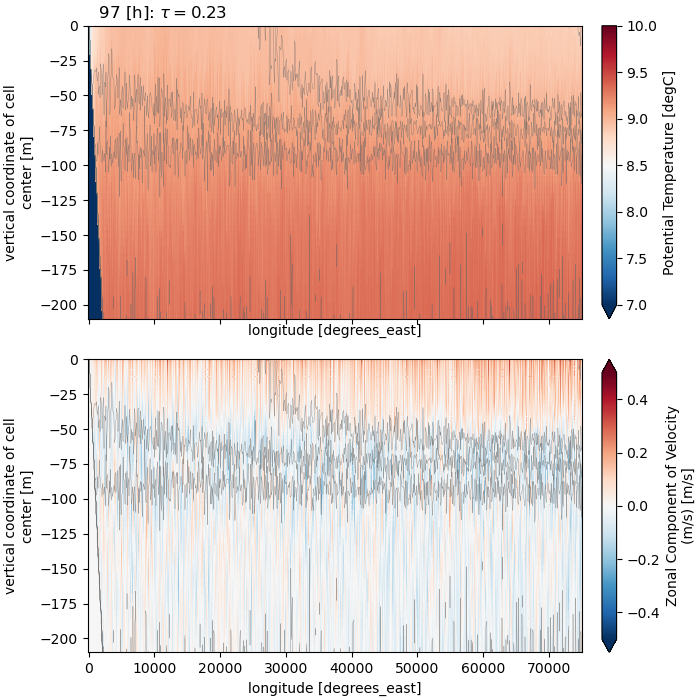 97 [h]: τ = 0.23
0
−25
−50
−75
−100
−125
−150
−175
−200
vertical coordinate of cell
center [m]
longitude [degrees_east]
10.0
9.5
9.0
8.5
8.0
7.5
7.0
Potential Temperature [degC]
0
−25
−50
−75
−100
−125
−150
−175
−200
vertical coordinate of cell
center [m]
0 10000 20000 30000 40000 50000 60000 70000
longitude [degrees_east]
0.4
0.2
0.0
−0.2
−0.4
Zonal Component of Velocity
(m/s) [m/s]